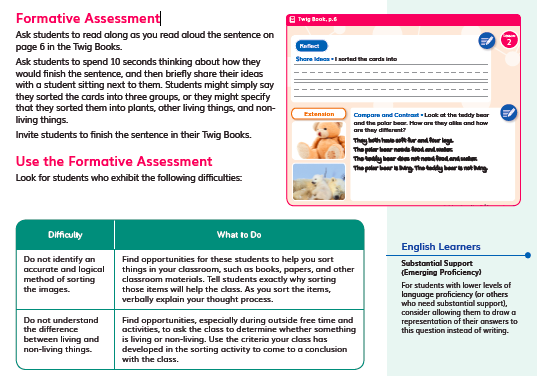 Formative Assessment
Ask students to read along as you read aloud the sentence on
page 6 in the Twig Books.
Ask students to spend 10 seconds thinking about how they
would finish the sentence, and then briefly share their ideas
with a student sitting next to them. Students might simply say
they sorted the cards into three groups, or they might specify
that they sorted them into plants, other living things, and non-
living things.
Invite students to finish the sentence in their Twig Books.
Use the Formative Assessment
Look for students who exhibit the following difficulties:
Twig Book, p.6
Reflect
2
Share Ideas • I sorted the cards into
Extension
Compare and Contrast • Look at the teddy bear
and the polar bear. How are they alike and how
are they different?
They both have soft fur and four legs.
The polar bear needs food and water.
The teddy bear does not need food and water.
The polar bear is living. The teddy bear is not living.
Difficulty
What to Do
Do not identify an
accurate and logical
method of sorting
the images.
Find opportunities for these students to help you sort
things in your classroom, such as books, papers, and other
classroom materials. Tell students exactly why sorting
those items will help the class. As you sort the items,
verbally explain your thought process.
Do not understand
the difference
between living and
non-living things.
Find opportunities, especially during outside free time and
activities, to ask the class to determine whether something
is living or non-living. Use the criteria your class has
developed in the sorting activity to come to a conclusion
with the class.
English Learners
Substantial Support
(Emerging Proficiency)
For students with lower levels of
language proficiency (or others
who need substantial support),
consider allowing them to draw a
representation of their answers to
this question instead of writing.